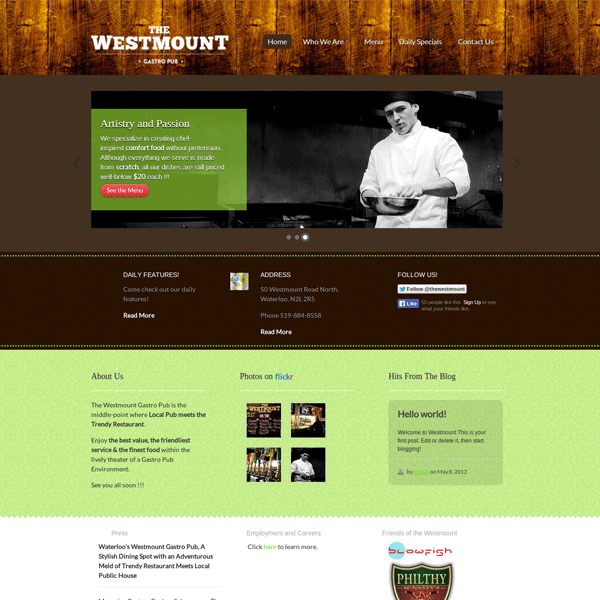 THE
WESTMOUNT
• GASTRO PUB •
Home Who We Are Menu Daily Specials Contact Us
Artistry and Passion
We specialize in creating chef-
inspired comfort food without pretension.
Although everything we serve is made
from scratch, all our dishes are still priced
well-below $20 each !!!
See the Menu
DAILY FEATURES!
Come check out our daily
features!
Read More
ADDRESS
50 Westmount Road North,
Waterloo, N2L 2R5
Phone 519-884-8558
Read More
FOLLOW US!
Follow @thewestmount
Like 50 people like this. Sign Up to see
what your friends like.
About Us
The Westmount Gastro Pub is the
middle-point where Local Pub meets the
Trendy Restaurant.
Enjoy the best value, the friendliest
service & the finest food within the
lively theater of a Gastro Pub
Environment.
See you all soon !!!
Photos on flickr
THE WESTMOUNT
Hits From The Blog
Hello world!
Welcome to Westmount This is your
first post. Edit or delete it, then start
blogging!
by on May 8, 2012
Press
Waterloo's Westmount Gastro Pub, A
Stylish Dining Spot with an Adventurous
Meld of Trendy Restaurant Meets Local
Public House
Employment and Careers
Click here to learn more.
Friends of the Westmount
blowfish
PHILTHY
McNASTY'S